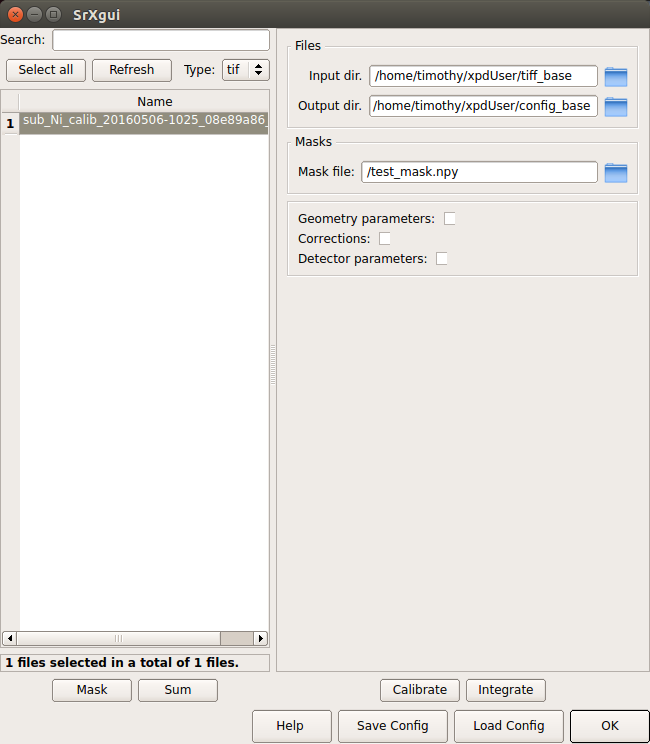 SrXgui
Search:
Select all Refresh Type: tif
Name
1 sub_Ni_calib_20160506-1025_08e89a86_
1 files selected in a total of 1 files.
Mask Sum
Files
Input dir. /home/timothy/xpdUser/tiff_base
Output dir. /home/timothy/xpdUser/config_base
Masks
Mask file: /test_mask.npy
Geometry parameters:
Corrections:
Detector parameters:
Calibrate Integrate
Help Save Config Load Config OK